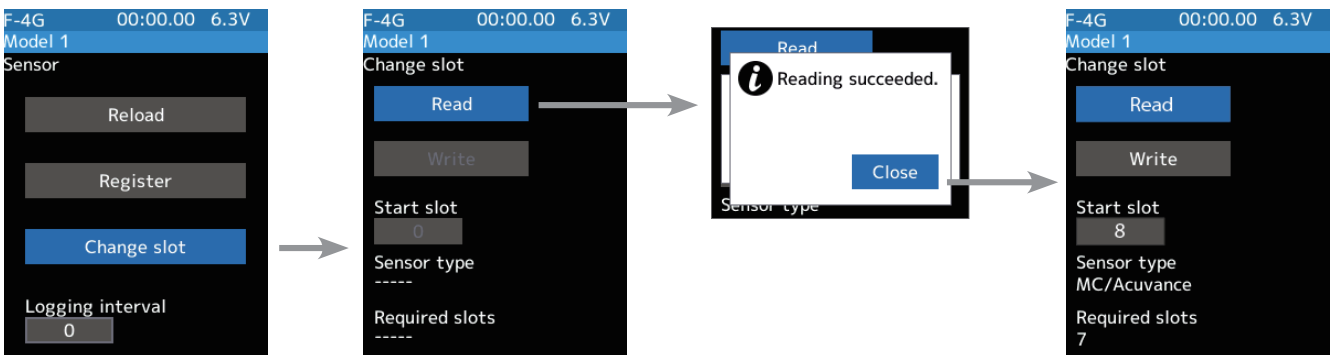 F-4G 00:00.00 6.3V
Model 1
Sensor
Reload
Register
Change slot
Logging interval
0
F-4G 00:00.00 6.3V
Model 1
Change slot
Read
Write
Start slot
0
Sensor type
-----
Required slots
-----
Read
Reading succeeded.
Close
Sensor type
F-4G 00:00.00 6.3V
Model 1
Change slot
Read
Write
Start slot
8
Sensor type
MC/Acuvance
Required slots
7